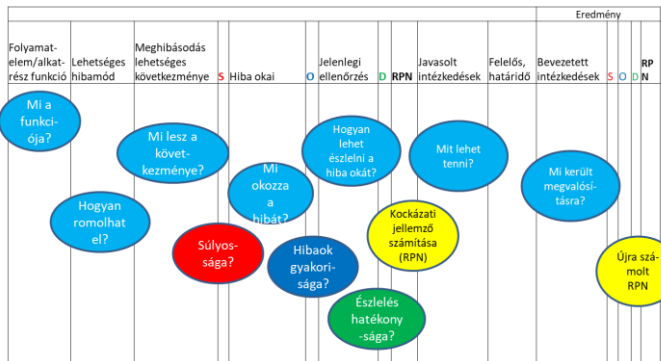 Eredmény
Folyamat-
elem/alkat-
rész funkció
Lehetséges
hibamód
Meghibásodás
lehetséges
következménye
S
Hiba okai
O
Jelenlegi
ellenőrzés
D
RPN
Javasolt
intézkedések
Felelős,
határidő
Bevezetett
intézkedések
S
O
D
RP
N
Mi a
funkci-
ója?
Hogyan
romolhat
el?
Mi lesz a
követ-
kezménye?
Súlyos-
sága?
Mi
okozza
a
hibát?
Hibaok
gyakori-
sága?
Hogyan
lehet
észlelni a
hiba okát?
Észlelés
hatékony
-sága?
Kockázati
jellemző
számítása
(RPN)
Mit lehet
tenni?
Mi került
megvalósí-
tásra?
Újra szá-
molt
RPN